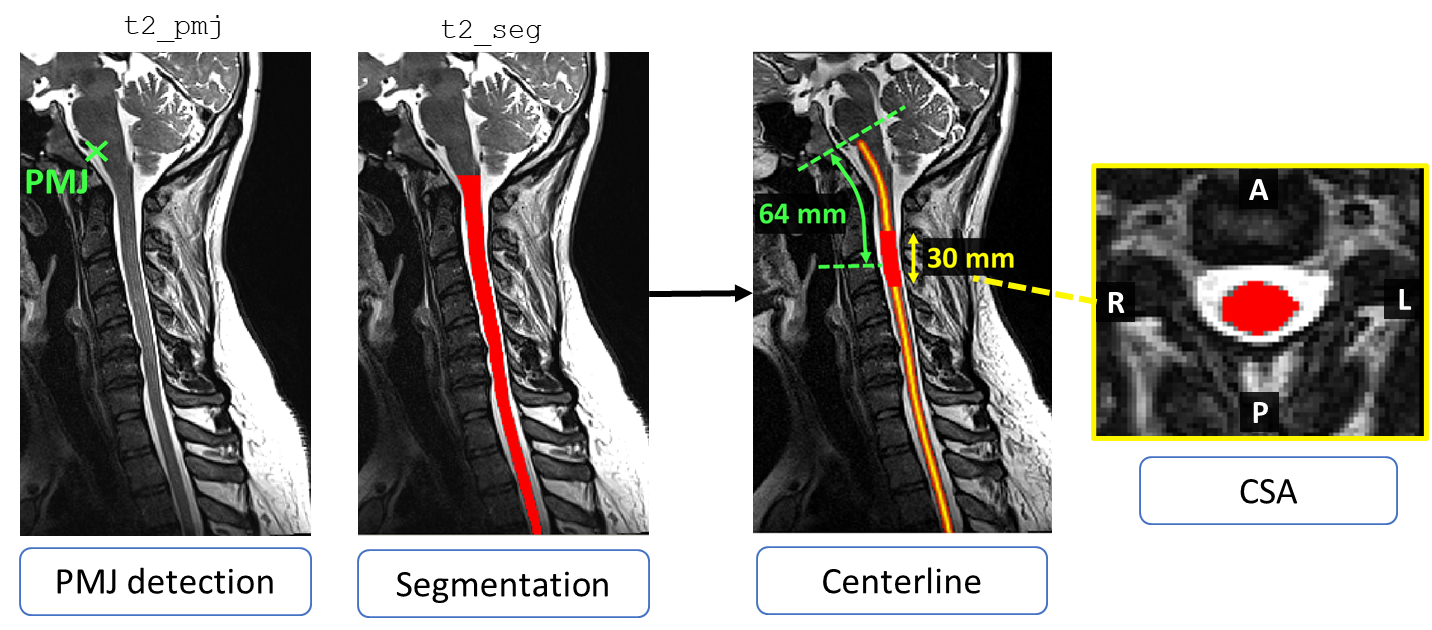 t2_pmj
t2_seg
PMJ
64 mm
30 mm
A
R
L
P
PMJ detection
Segmentation
Centerline
CSA